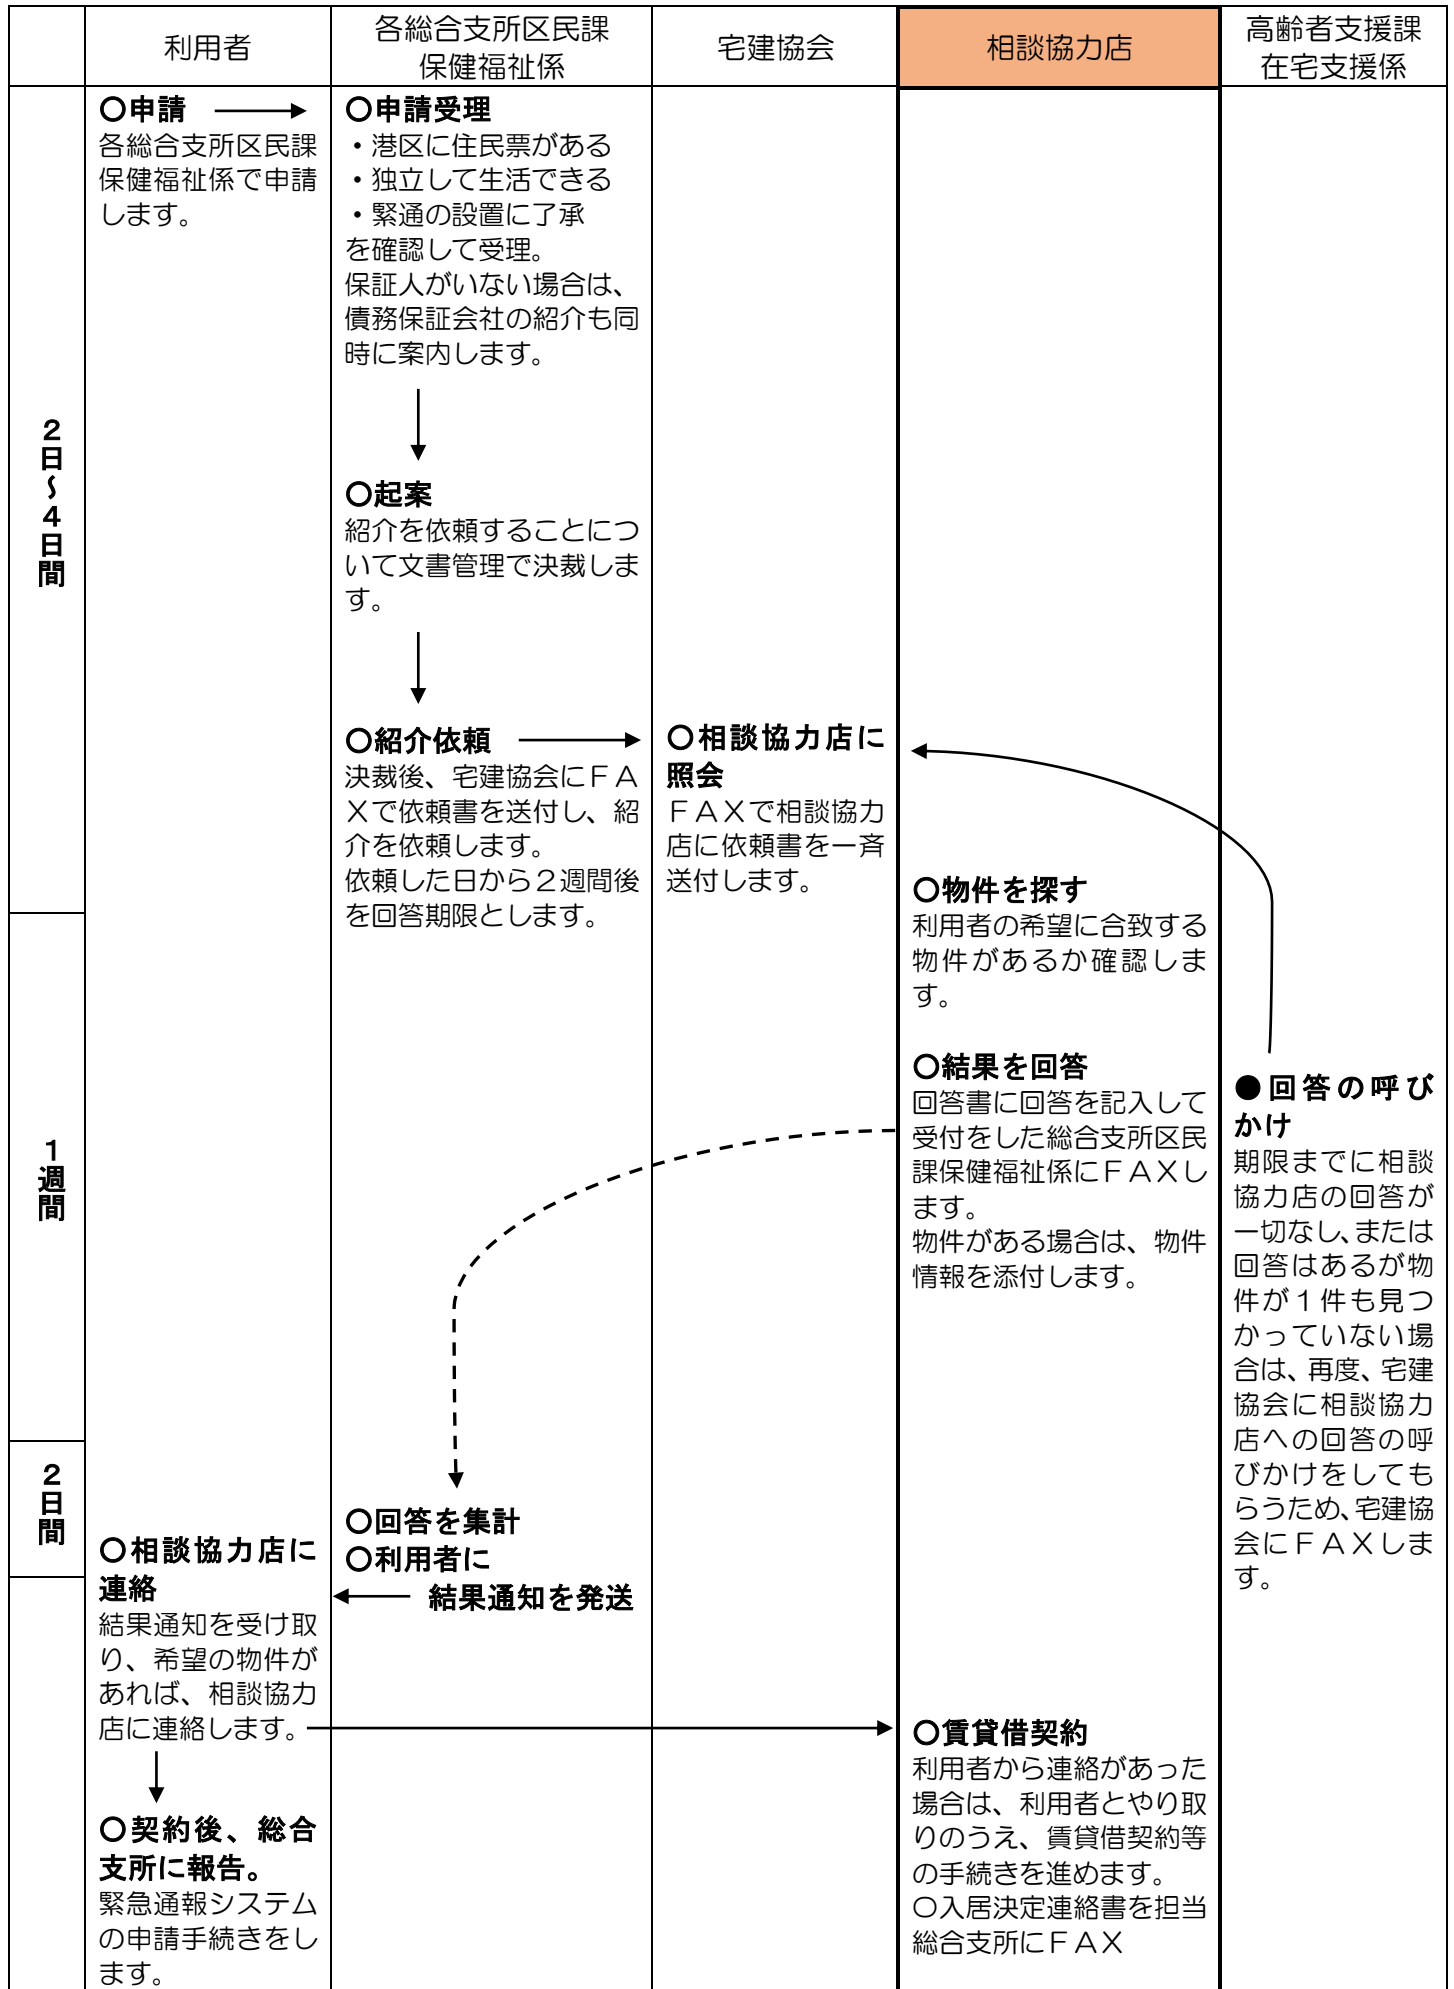 利用者
各総合支所区民課
保健福祉係
宅建協会
相談協力店
高齢者支援課
在宅支援係
２日～４日間
１週間
２日間
〇申請
各総合支所区民課
保健福祉係で申請
します。
〇申請受理
・港区に住民票がある
・独立して生活できる
・緊通の設置に了承
を確認して受理。
保証人がいない場合は、
債務保証会社の紹介も同
時に案内します。
〇起案
紹介を依頼することにつ
いて文書管理で決裁しま
す。
〇紹介依頼
決裁後、宅建協会にＦＡ
Ｘで依頼書を送付し、紹
介を依頼します。
依頼した日から２週間後
を回答期限とします。
〇相談協力店に
照会
ＦＡＸで相談協力
店に依頼書を一斉
送付します。
〇物件を探す
利用者の希望に合致する
物件があるか確認しま
す。
〇結果を回答
回答書に回答を記入して
受付をした総合支所区民
課保健福祉係にＦＡＸし
ます。
物件がある場合は、物件
情報を添付します。
●回答の呼び
かけ
期限までに相談
協力店の回答が
一切なし、または
回答はあるが物
件が１件も見つ
かっていない場
合は、再度、宅建
協会に相談協力
店への回答の呼
びかけをしても
らうため、宅建協
会にＦＡＸしま
す。
〇回答を集計
〇利用者に
結果通知を発送
〇相談協力店に
連絡
結果通知を受け取
り、希望の物件が
あれば、相談協力
店に連絡します。
〇契約後、総合
支所に報告。
緊急通報システム
の申請手続きをし
ます。
〇賃貸借契約
利用者から連絡があった
場合は、利用者とやり取
りのうえ、賃貸借契約等
の手続きを進めます。
〇入居決定連絡書を担当
総合支所にＦＡＸ